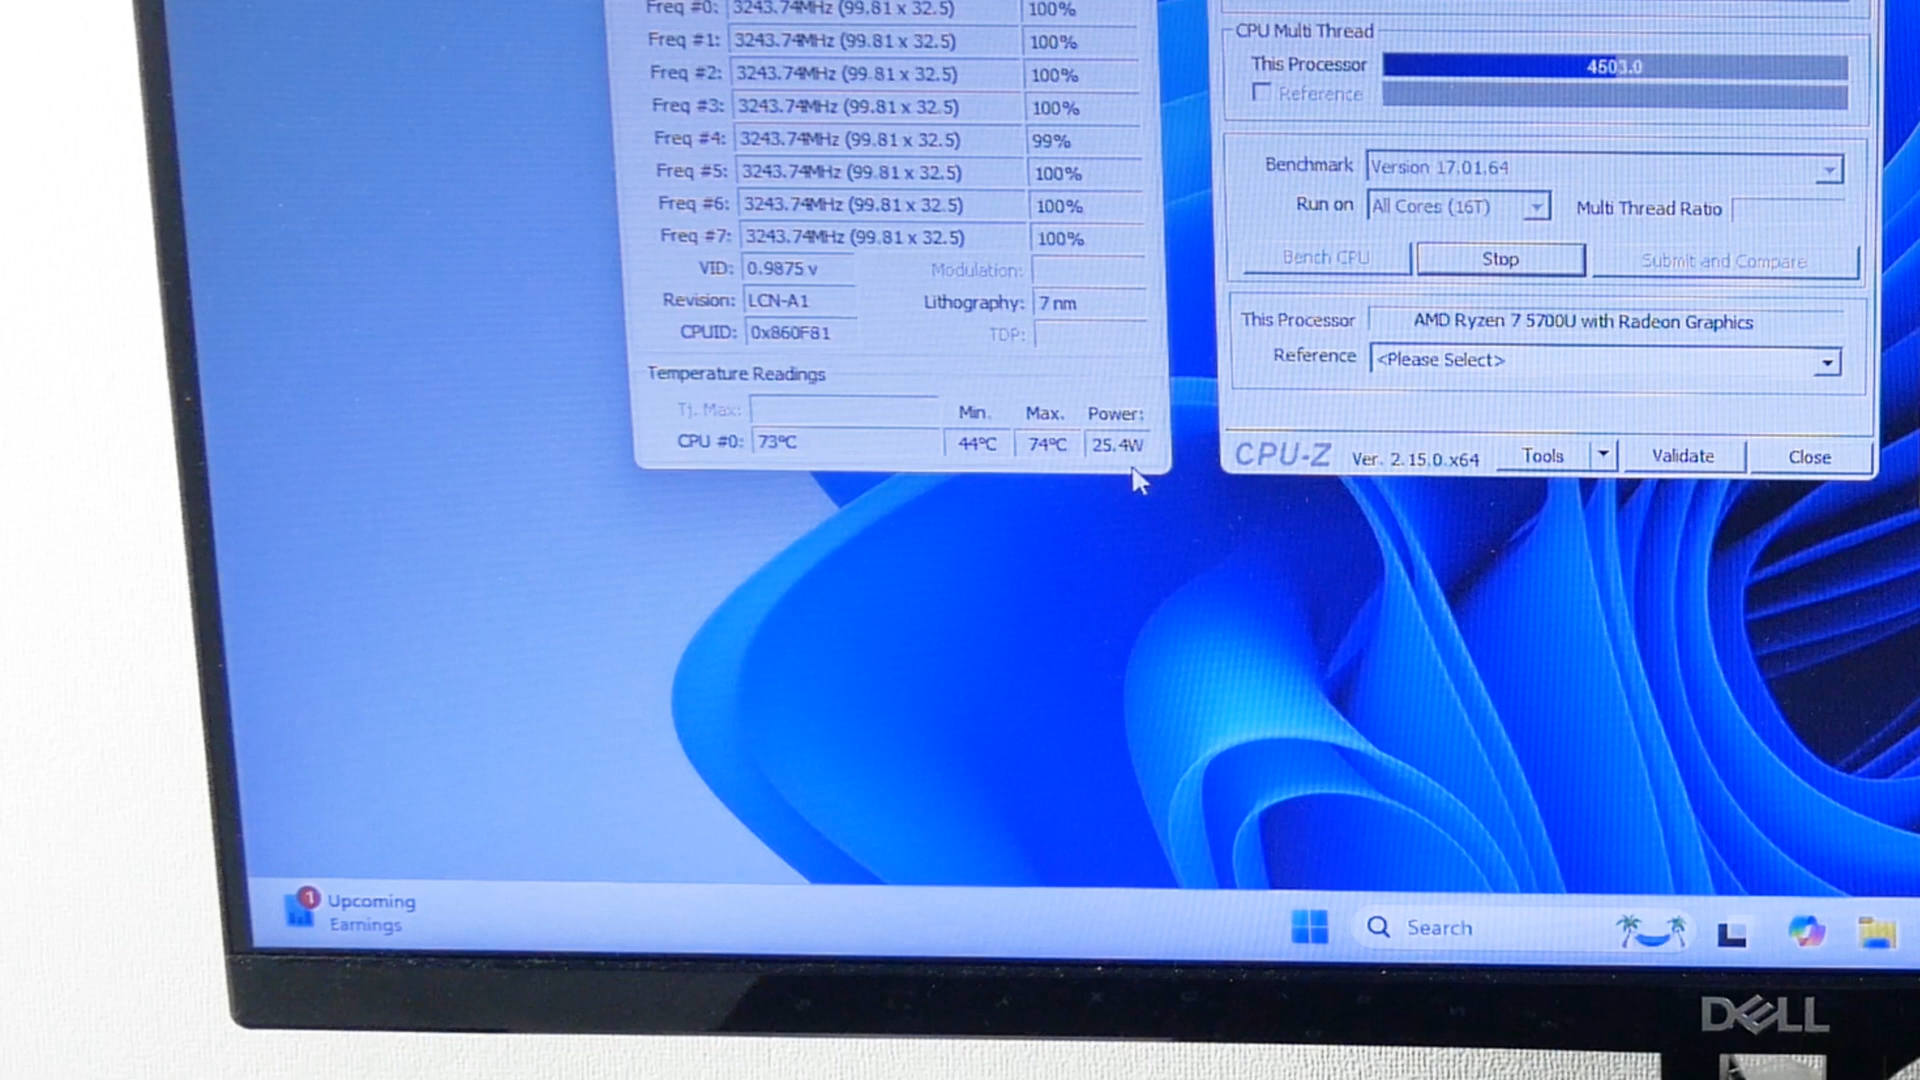 Freq #0: 3243.74MHz (99.81 x 32.5) 100%
Freq #1: 3243.74MHz (99.81 x 32.5) 100%
Freq #2: 3243.74MHz (99.81 x 32.5) 100%
Freq #3: 3243.74MHz (99.81 x 32.5) 100%
Freq #4: 3243.74MHz (99.81 x 32.5) 99%
Freq #5: 3243.74MHz (99.81 x 32.5) 100%
Freq #6: 3243.74MHz (99.81 x 32.5) 100%
Freq #7: 3243.74MHz (99.81 x 32.5) 100%
VID: 0.9875 v Modulation:
Revision: LCN-A1 Lithography: 7 nm
CPUID: 0x860F81 TDP:
Temperature Readings
Tj. Max: Min. Max. Power:
CPU #0: 73°C 44°C 74°C 25.4W
CPU Multi Thread
This Processor 4503.0
Reference
Benchmark Version 17.01.64
Run on All Cores (16T) Multi Thread Ratio
Bench CPU Stop Submit and Compare
This Processor AMD Ryzen 7 5700U with Radeon Graphics
Reference <Please Select>
CPU-Z Ver. 2.15.0.x64 Tools Validate Close
1 Upcoming
Earnings
Search
DELL